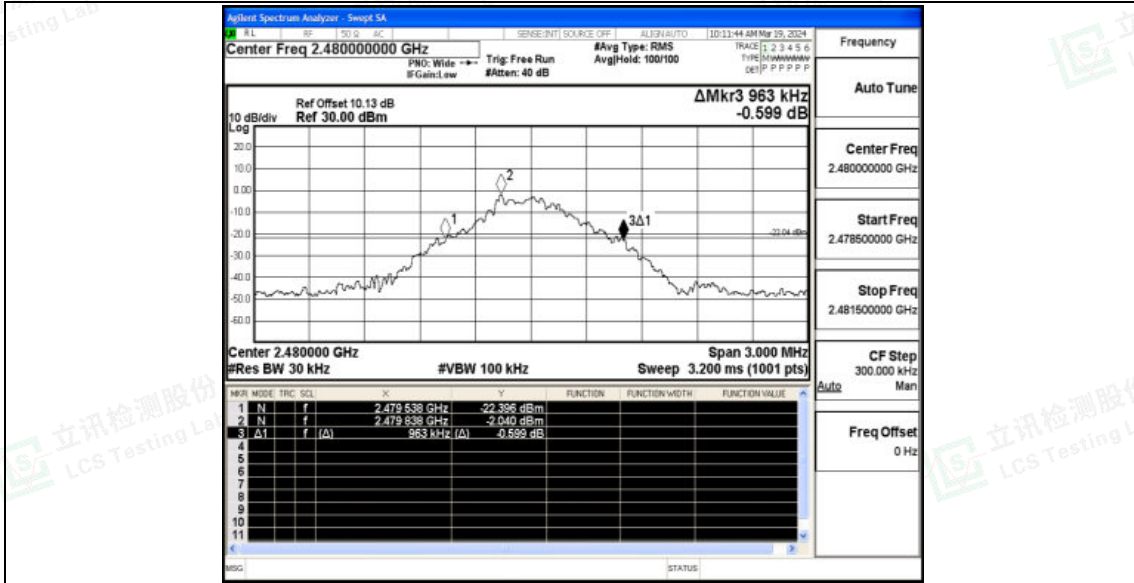 Agilent Spectrum Analyzer - Swept SA
RL RF 50 Ω AC SENSE:INT SOURCE OFF ALIGNAUTO 10:11:44 AM Mar 19, 2024
Center Freq 2.480000000 GHz #Avg Type: RMS TRACE 1 2 3 4 5 6 Frequency
PNO: Wide Trig: Free Run Avg|Hold: 100/100 TYPE MWWWWW
IFGain:Low #Atten: 40 dB DET P P P P P P
Auto Tune
Ref Offset 10.13 dB ΔMkr3 963 kHz
10 dB/div Ref 30.00 dBm -0.599 dB
Log
20.0
10.0
0.00
-10.0
-20.0
-30.0
-40.0
-50.0
-60.0
2
1
3Δ1
-22.04 dBm
Center Freq
2.480000000 GHz
Start Freq
2.478500000 GHz
Stop Freq
2.481500000 GHz
Center 2.480000 GHz Span 3.000 MHz
#Res BW 30 kHz #VBW 100 kHz Sweep 3.200 ms (1001 pts)
CF Step
300.000 kHz
Auto Man
Freq Offset
0 Hz
MKR MODE TRC SCL X Y FUNCTION FUNCTION WIDTH FUNCTION VALUE
1 N f 2.479 538 GHz -22.396 dBm
2 N f 2.479 838 GHz -2.040 dBm
3 Δ1 f (Δ) 963 kHz (Δ) -0.599 dB
4
5
6
7
8
9
10
11
MSG STATUS
立讯检测股份
LCS Testing Lab